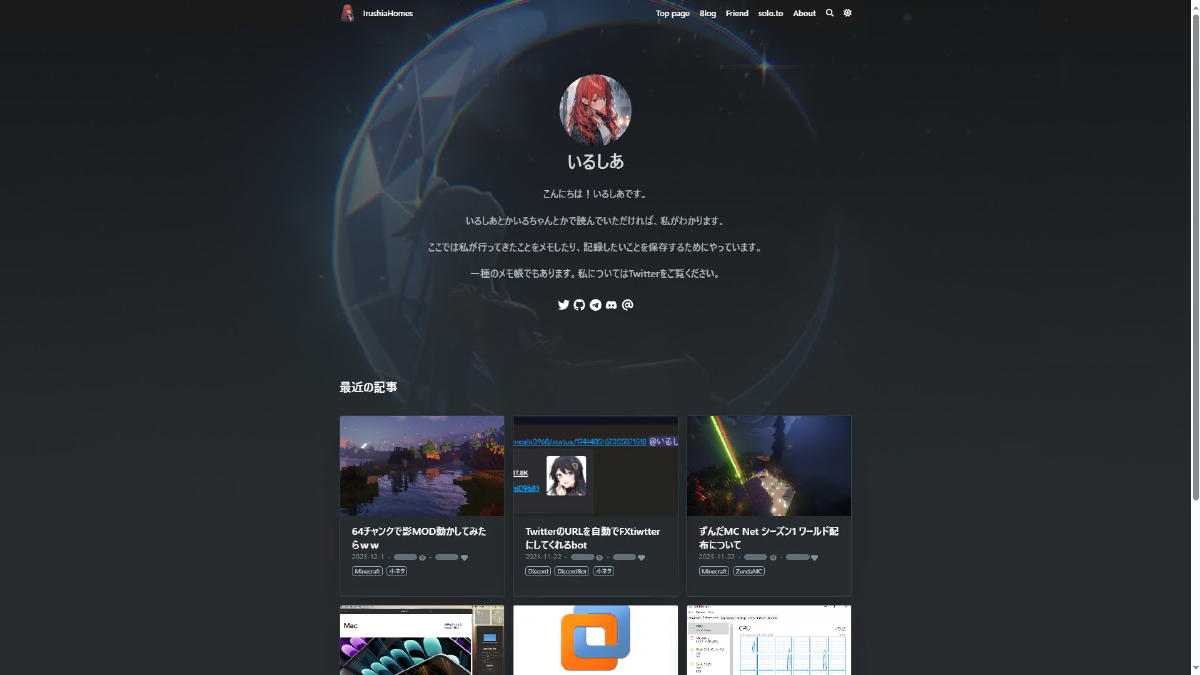 IrushiaHomes
Top page Blog Friend solo.to About
いるしあ
こんにちは！いるしあです。
いるしあとかいるちゃんとかで読んでいただければ、私がわかります。
ここでは私が行ってきたことをメモしたり、記録したいことを保存するためにやっています。
一種のメモ帳でもあります。私についてはTwitterをご覧ください。
最近の記事
@いるし
17.8K
64チャンクで影MOD動かしてみた
らｗｗ
2023-12-1
Minecraft 小ネタ
TwitterのURLを自動でFXtiwtter
にしてくれるbot
2023-11-22
Discord DiscordBot 小ネタ
ずんだMC Net シーズン1 ワールド配
布について
2023-11-22
Minecraft ZundaMC
Mac
CPU